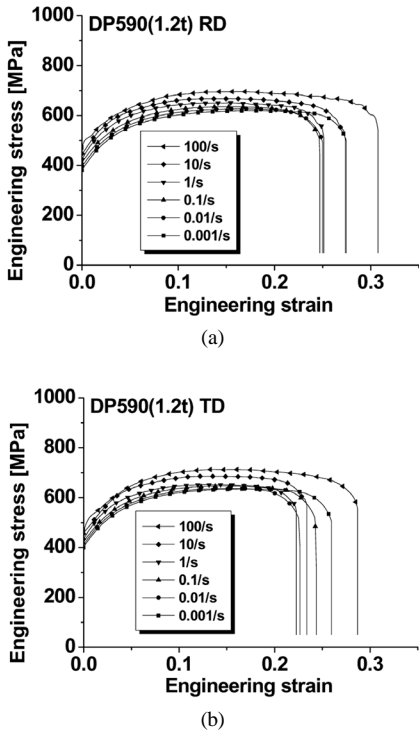 DP590(1.2t) RD
Engineering stress [MPa]
1000
800
600
400
200
0
100/s
10/s
1/s
0.1/s
0.01/s
0.001/s
0.0
0.1
0.2
0.3
Engineering strain
(a)
DP590(1.2t) TD
Engineering stress [MPa]
1000
800
600
400
200
0
100/s
10/s
1/s
0.1/s
0.01/s
0.001/s
0.0
0.1
0.2
0.3
Engineering strain
(b)